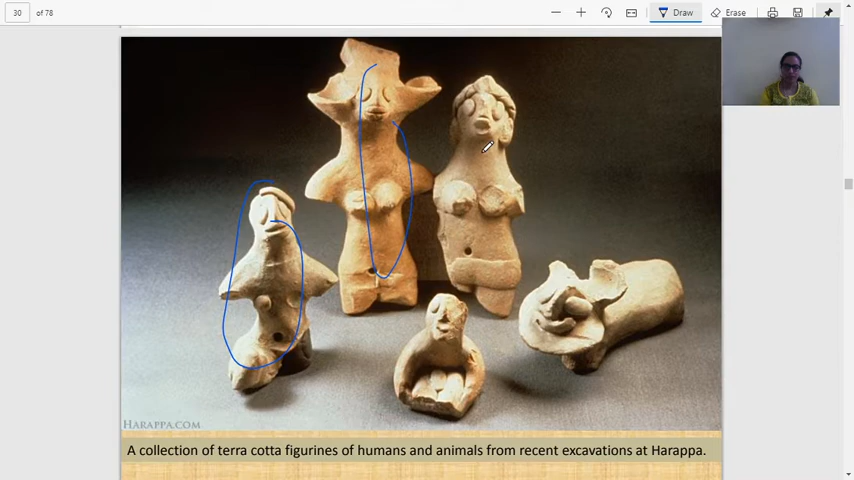 30 of 78
Draw
Erase
HARAPPA.COM
A collection of terra cotta figurines of humans and animals from recent excavations at Harappa.